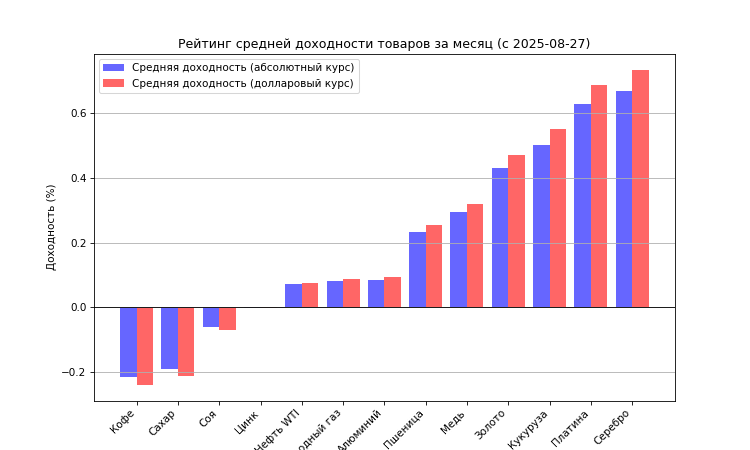 Рейтинг средней доходности товаров за месяц (с 2025-08-27)
Средняя доходность (абсолютный курс)
Средняя доходность (долларовый курс)
Доходность (%)
0.6
0.4
0.2
0.0
−0.2
Кофе
Сахар
Соя
Цинк
Нефть WTI
газ
Алюминий
Пшеница
Медь
Золото
Кукуруза
Платина
Серебро